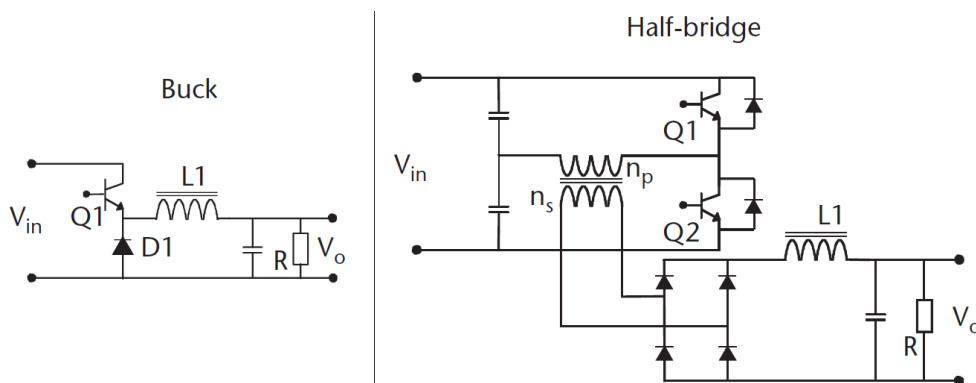 Buck
Vin
Q1
L1
D1
R
Vo
Half-bridge
Vin
Q1
np
ns
Q2
L1
R
Vo